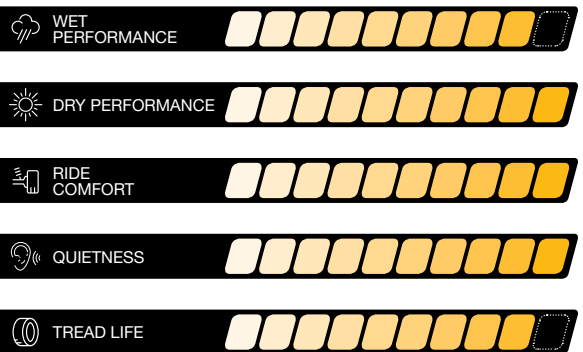 WET
PERFORMANCE
DRY PERFORMANCE
RIDE
COMFORT
QUIETNESS
TREAD LIFE